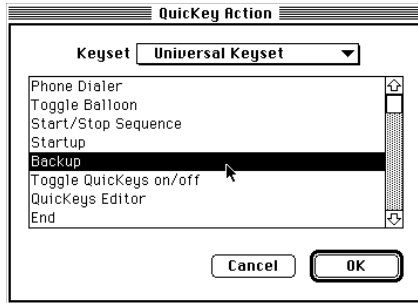 QuicKey Action
Keyset Universal Keyset
Phone Dialer
Toggle Balloon
Start/Stop Sequence
Startup
Backup
Toggle QuicKeys on/off
QuicKeys Editor
End
Cancel OK